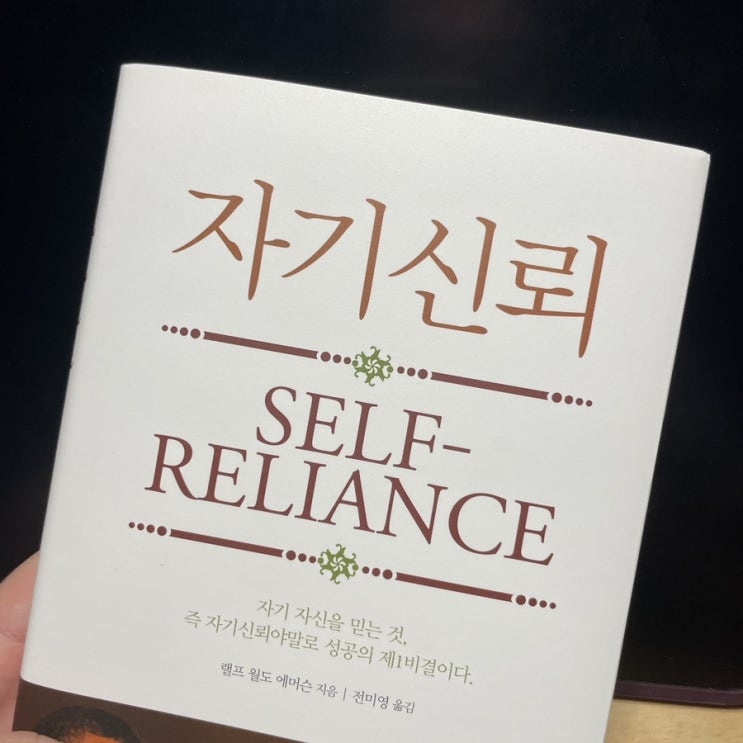 자기신뢰
SELF-
RELIANCE
자기 자신을 믿는 것,
즉 자기신뢰야말로 성공의 제1비결이다.
랠프 월도 에머슨 지음 | 전미영 옮김